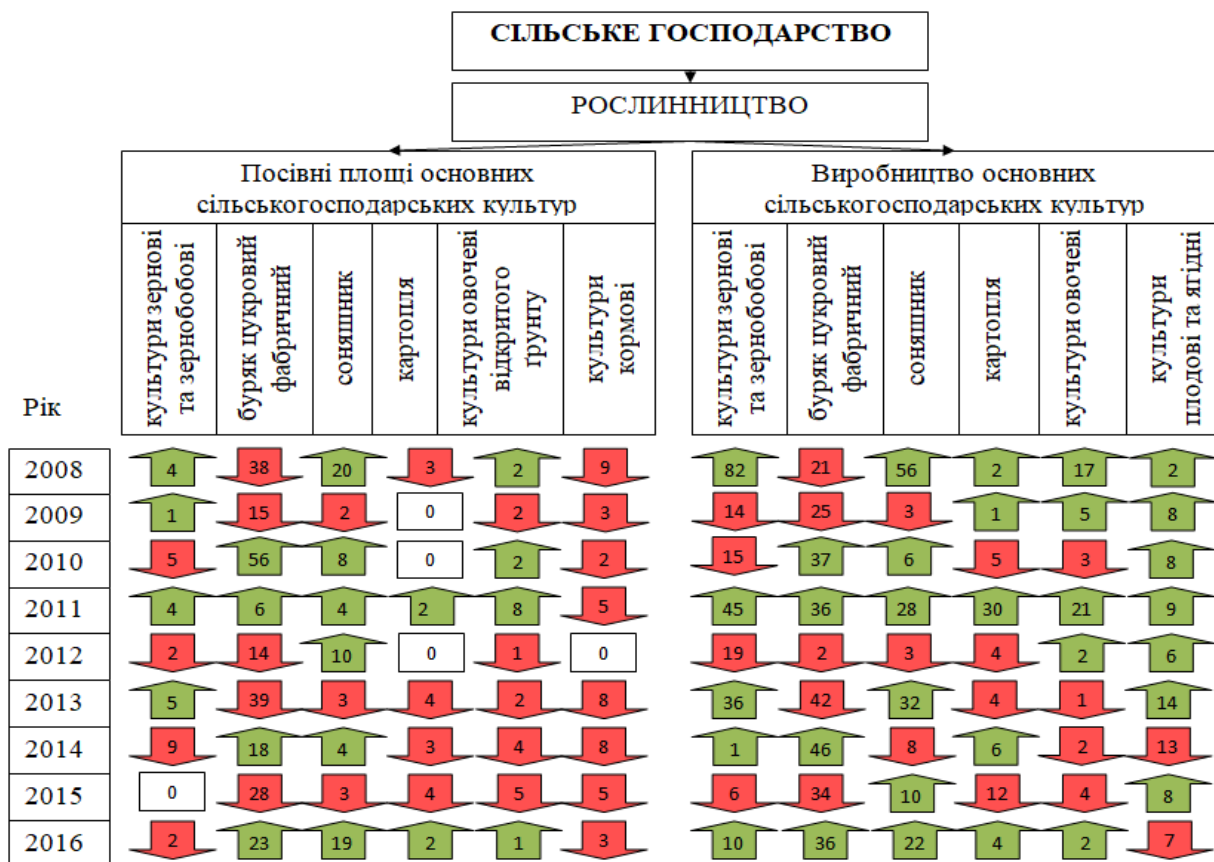 СІЛЬСЬКЕ ГОСПОДАРСТВО
РОСЛИННИЦТВО
Посівні площі основних
сільськогосподарських культур
Виробництво основних
сільськогосподарських культур
Рік
культури зернові
та зернобобові
буряк цукровий
фабричний
соняшник
картопля
культури овочеві
відкритого
ґрунту
культури
кормові
культури зернові
та зернобобові
буряк цукровий
фабричний
соняшник
картопля
культури овочеві
культури
плодові та ягідні
2008 4 38 20 3 2 9 82 21 56 2 17 2
2009 1 15 2 0 2 3 14 25 3 1 5 8
2010 5 56 8 0 2 2 15 37 6 5 3 8
2011 4 6 4 2 8 5 45 36 28 30 21 9
2012 2 14 10 0 1 0 19 2 3 4 2 6
2013 5 39 3 4 2 8 36 42 32 4 1 14
2014 9 18 4 3 4 8 1 46 8 6 2 13
2015 0 28 3 4 5 5 6 34 10 12 4 8
2016 2 23 19 2 1 3 10 36 22 4 2 7